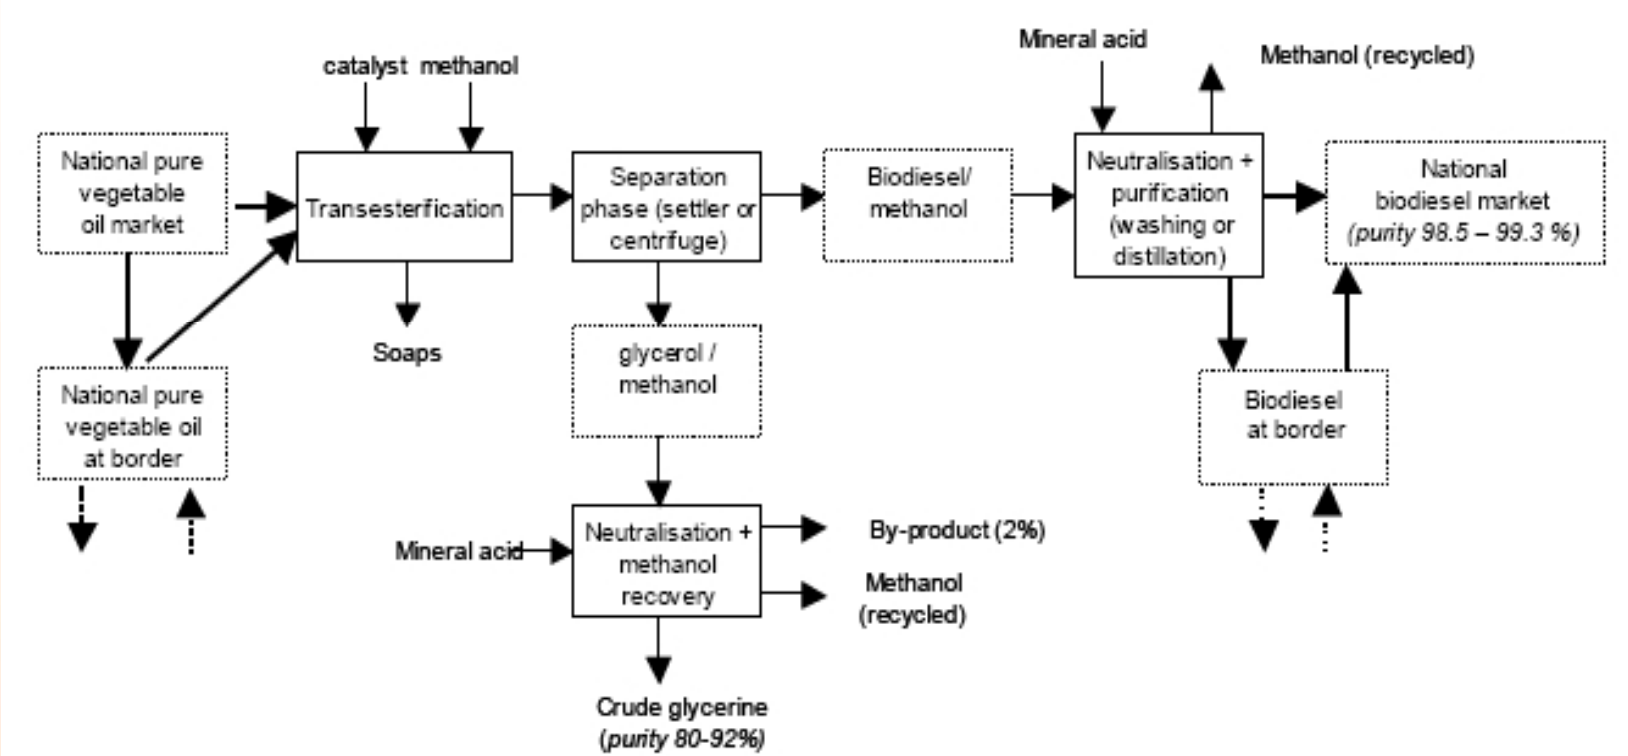 Mineral acid
Methanol (recycled)
catalyst methanol
National pure
vegetable
oil market
Transesterfication
Separation
phase (settler or
centrifuge)
Biodiesel/
methanol
Neutralisation +
purification
(washing or
distillation)
National
biodiesel market
(purity 98.5 – 99.3 %)
Soaps
glycerol /
methanol
National pure
vegetable oil
at border
Biodiesel
at border
Mineral acid
Neutralisation +
methanol
recovery
By-product (2%)
Methanol
(recycled)
Crude glycerine
(purity 80-92%)